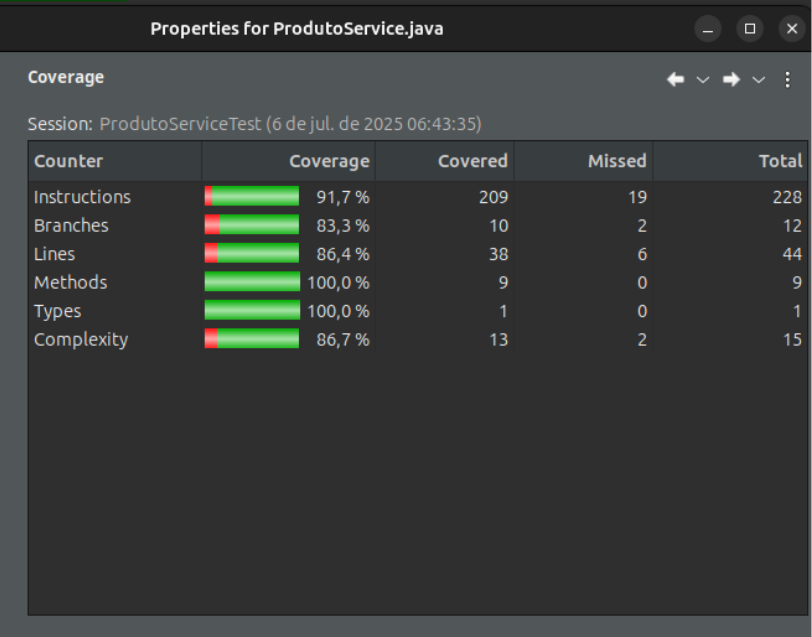 Properties for ProdutoService.java
Coverage
Session: ProdutoServiceTest (6 de jul. de 2025 06:43:35)
Counter Coverage Covered Missed Total
Instructions 91,7 % 209 19 228
Branches 83,3 % 10 2 12
Lines 86,4 % 38 6 44
Methods 100,0 % 9 0 9
Types 100,0 % 1 0 1
Complexity 86,7 % 13 2 15